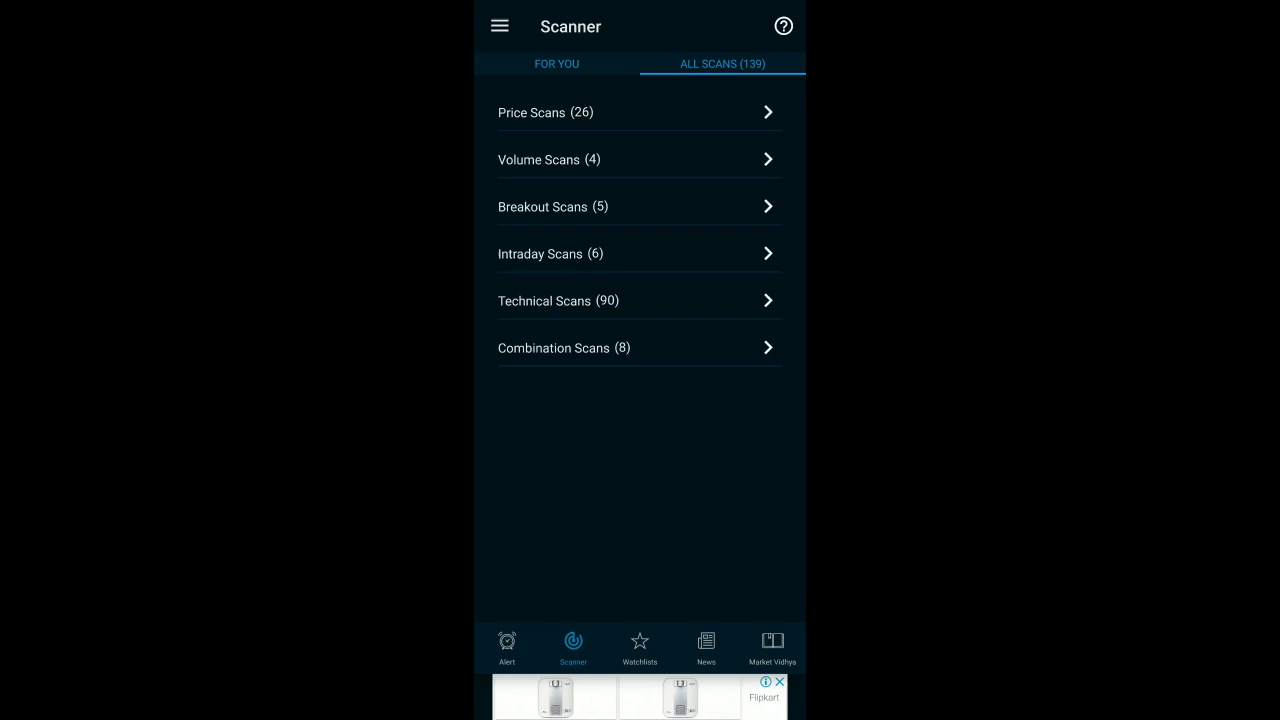 Scanner
FOR YOU
ALL SCANS (139)
Price Scans (26)
Volume Scans (4)
Breakout Scans (5)
Intraday Scans (6)
Technical Scans (90)
Combination Scans (8)
Alert
Scanner
Watchlists
News
Market Vidhya
Flipkart